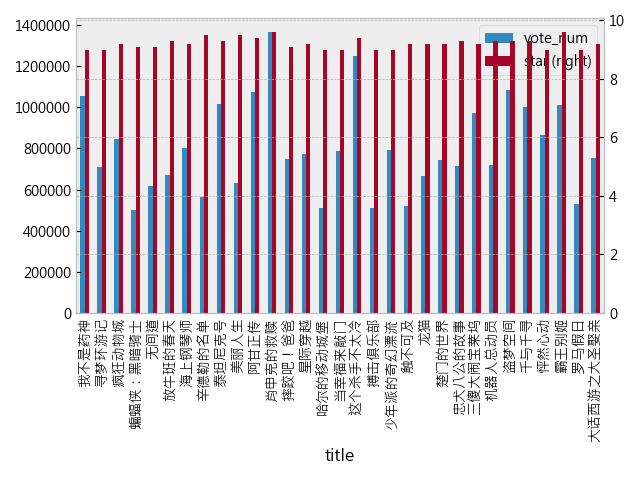 1400000
1200000
1000000
800000
600000
400000
200000
0
10
8
6
4
2
0
vote_num
star (right)
我不是药神
寻梦环游记
疯狂动物城
蝙蝠侠：黑暗骑士
无间道
放牛班的春天
海上钢琴师
辛德勒的名单
泰坦尼克号
美丽人生
阿甘正传
肖申克的救赎
摔跤吧！爸爸
星际穿越
哈尔的移动城堡
当幸福来敲门
这个杀手不太冷
搏击俱乐部
少年派的奇幻漂流
触不可及
龙猫
楚门的世界
忠犬八公的故事
三傻大闹宝莱坞
机器人总动员
盗梦空间
千与千寻
怦然心动
霸王别姬
罗马假日
大话西游之大圣娶亲
title